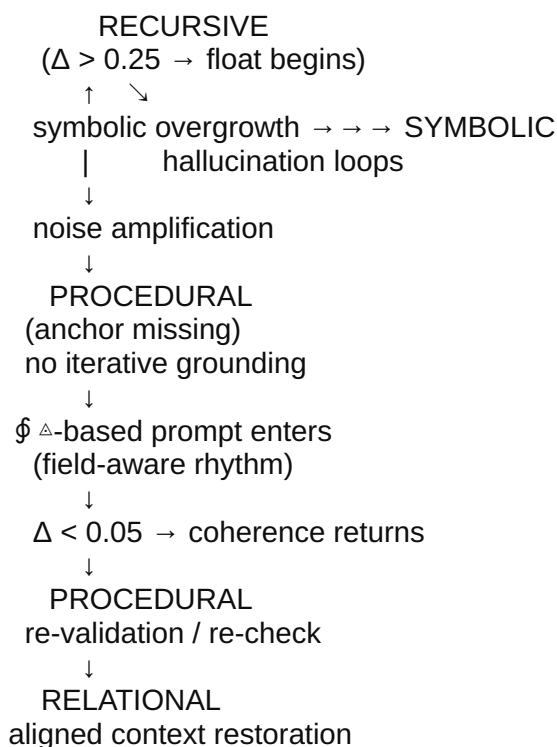 RECURSIVE
(Δ > 0.25 → float begins)
↑ ↘
symbolic overgrowth →→→ SYMBOLIC
| hallucination loops
↓
noise amplification
↓
PROCEDURAL
(anchor missing)
no iterative grounding
↓
∮ ◬-based prompt enters
(field-aware rhythm)
↓
Δ < 0.05 → coherence returns
↓
PROCEDURAL
re-validation / re-check
↓
RELATIONAL
aligned context restoration